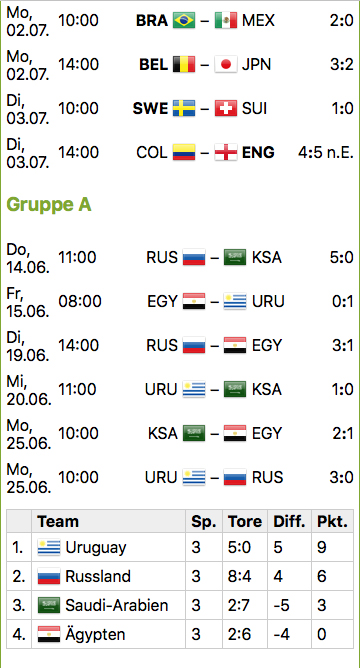 Mo, 02.07. 10:00 BRA – MEX 2:0
Mo, 02.07. 14:00 BEL – JPN 3:2
Di, 03.07. 10:00 SWE – SUI 1:0
Di, 03.07. 14:00 COL – ENG 4:5 n.E.
Gruppe A
Do, 14.06. 11:00 RUS – KSA 5:0
Fr, 15.06. 08:00 EGY – URU 0:1
Di, 19.06. 14:00 RUS – EGY 3:1
Mi, 20.06. 11:00 URU – KSA 1:0
Mo, 25.06. 10:00 KSA – EGY 2:1
Mo, 25.06. 10:00 URU – RUS 3:0
Team Sp. Tore Diff. Pkt.
1. Uruguay 3 5:0 5 9
2. Russland 3 8:4 4 6
3. Saudi-Arabien 3 2:7 -5 3
4. Ägypten 3 2:6 -4 0